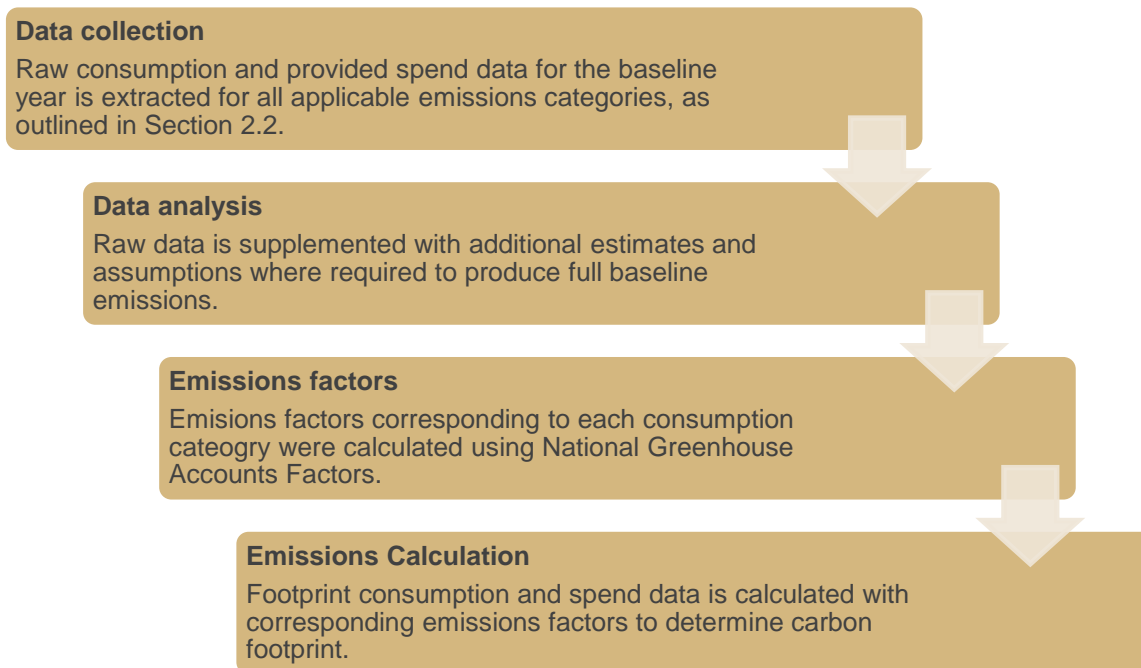 Data collection
Raw consumption and provided spend data for the baseline
year is extracted for all applicable emissions categories, as
outlined in Section 2.2.
Data analysis
Raw data is supplemented with additional estimates and
assumptions where required to produce full baseline
emissions.
Emissions factors
Emisions factors corresponding to each consumption
cateogry were calculated using National Greenhouse
Accounts Factors.
Emissions Calculation
Footprint consumption and spend data is calculated with
corresponding emissions factors to determine carbon
footprint.